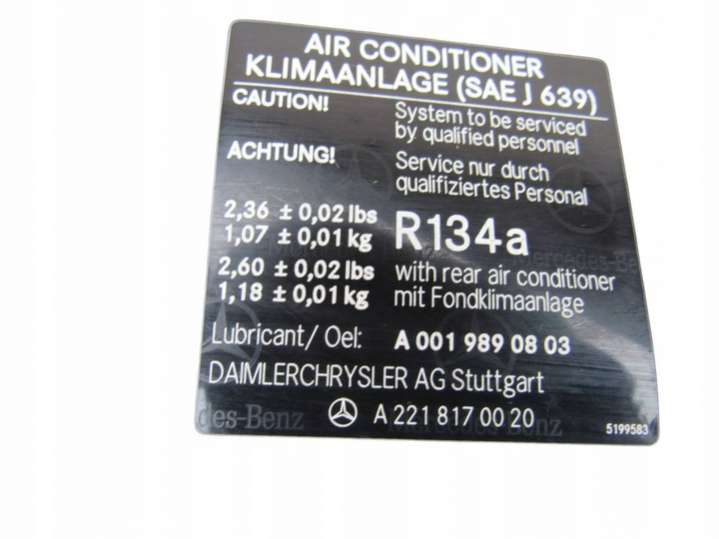 AIR CONDITIONER
KLIMAANLAGE (SAE J 639)
CAUTION! System to be serviced
by qualified personnel
ACHTUNG! Service nur durch
qualifiziertes Personal
2,36 ± 0,02 lbs
1,07 ± 0,01 kg R134a
2,60 ± 0,02 lbs with rear air conditioner
1,18 ± 0,01 kg mit Fondklimaanlage
Lubricant/ Oel: A 001 989 08 03
DAIMLERCHRYSLER AG Stuttgart
A 221 817 00 20
5199583